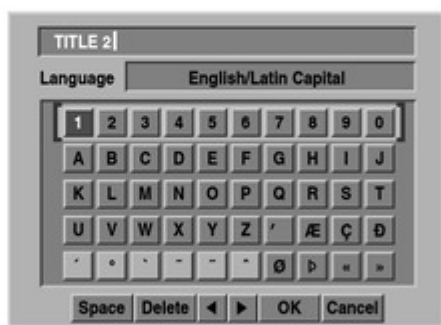 TITLE 2
Language English/Latin Capital
1 2 3 4 5 6 7 8 9 0
A B C D E F G H I J
K L M N O P Q R S T
U V W X Y Z ′ Æ Ç Ð
´ ° ` ¯ ˜ ˆ Ø Þ « »
Space Delete ◀ ▶ OK Cancel